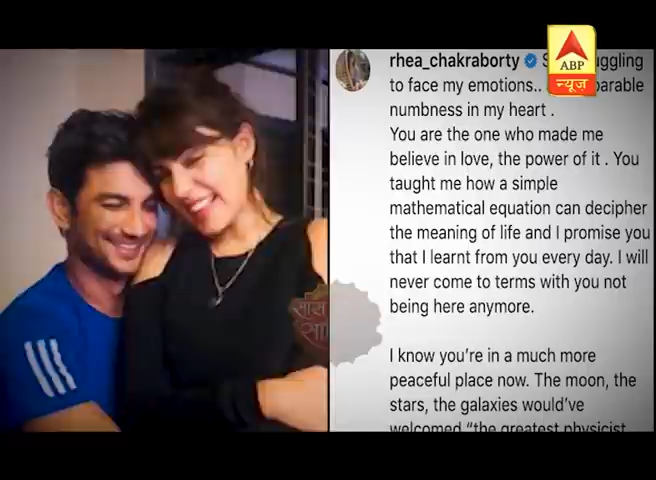 rhea_chakraborty
to face my emotions..
numbness in my heart .
You are the one who made me
believe in love, the power of it . You
taught me how a simple
mathematical equation can decipher
the meaning of life and I promise you
that I learnt from you every day. I will
never come to terms with you not
being here anymore.
I know you're in a much more
peaceful place now. The moon, the
stars, the galaxies would've
welcomed “the greatest physicist
ABP
न्यूज़
सास